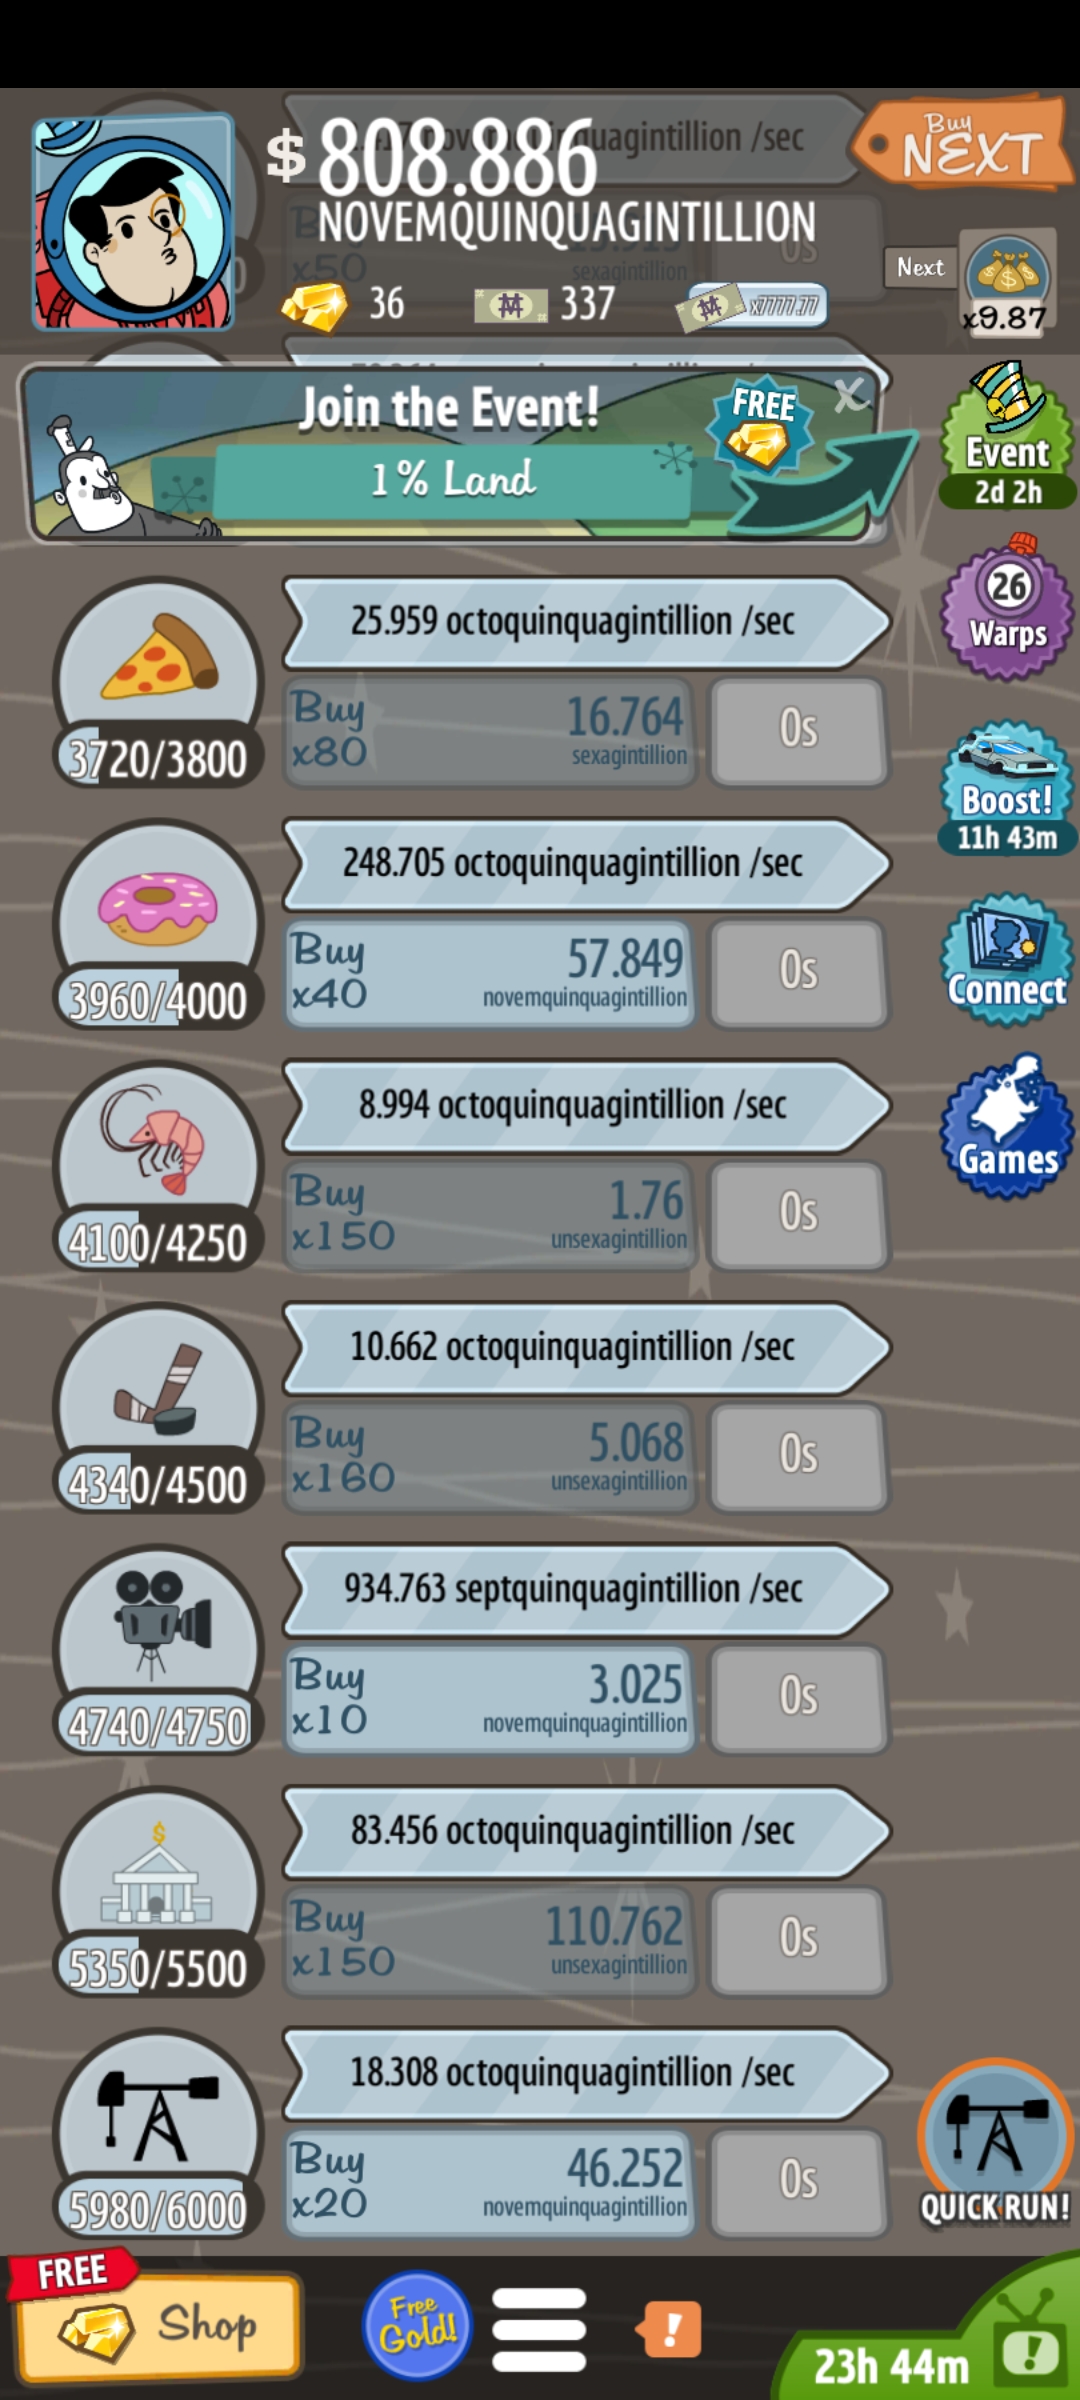 $808.886
NOVEMQUINQUAGINTILLION
Buy
NEXT
36
337
x7777.77
Next
x9.87
Join the Event!
FREE
X
1% Land
Event
2d 2h
25.959 octoquinquagintillion /sec
26
Warps
Buy
x80
16.764
sexagintillion
0s
3720/3800
Boost!
11h 43m
248.705 octoquinquagintillion /sec
Buy
x40
57.849
novemquinquagintillion
0s
3960/4000
Connect
8.994 octoquinquagintillion /sec
Games
Buy
x150
1.76
unsexagintillion
0s
4100/4250
10.662 octoquinquagintillion /sec
Buy
x160
5.068
unsexagintillion
0s
4340/4500
934.763 septquinquagintillion /sec
Buy
x10
3.025
novemquinquagintillion
0s
4740/4750
83.456 octoquinquagintillion /sec
Buy
x150
110.762
unsexagintillion
0s
5350/5500
18.308 octoquinquagintillion /sec
Buy
x20
46.252
novemquinquagintillion
0s
5980/6000
QUICK RUN!
FREE
Shop
Free
Gold!
!
23h 44m
!